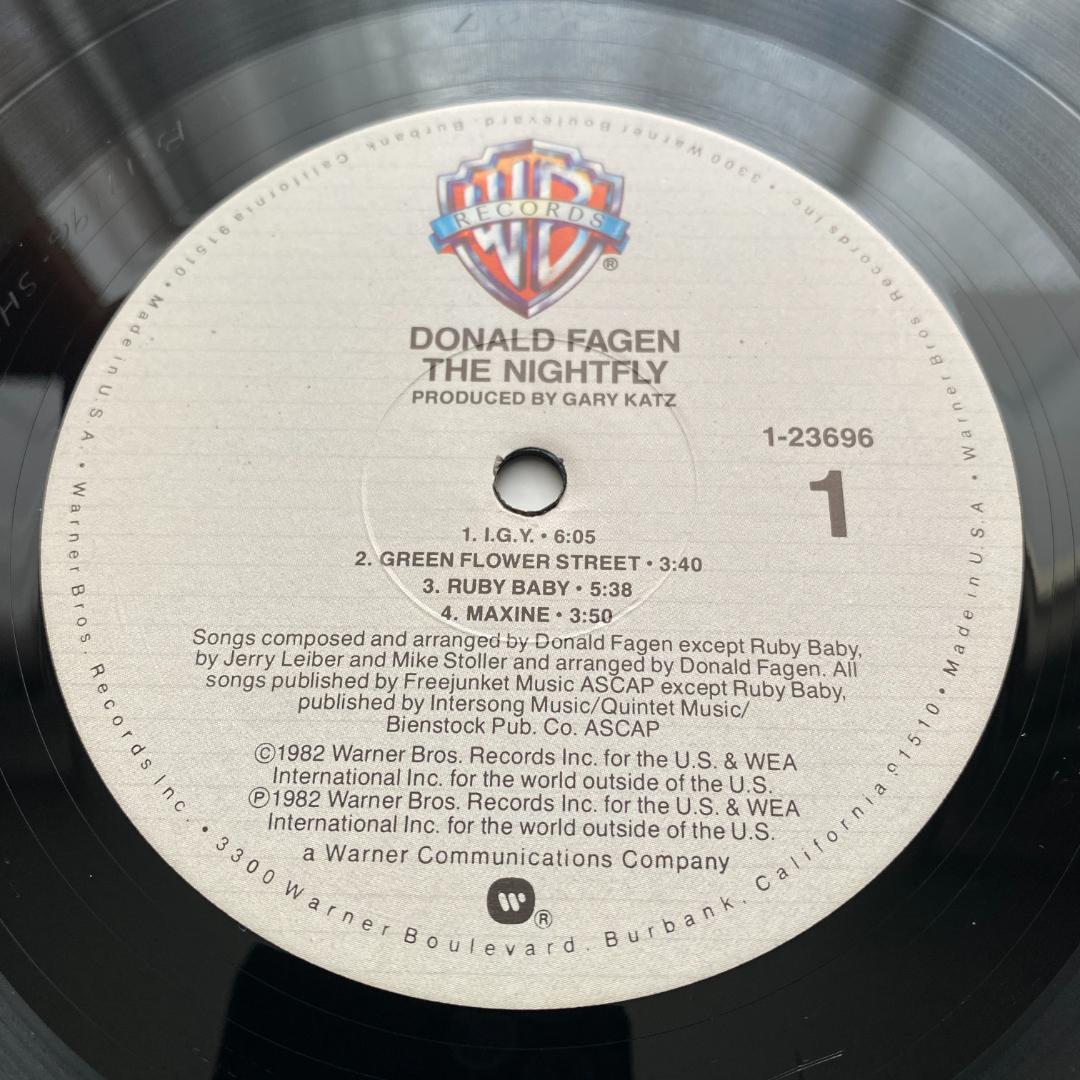 WB
RECORDS
®
DONALD FAGEN
THE NIGHTFLY
PRODUCED BY GARY KATZ
1-23696
1
1. I.G.Y. • 6:05
2. GREEN FLOWER STREET • 3:40
3. RUBY BABY • 5:38
4. MAXINE • 3:50
Songs composed and arranged by Donald Fagen except Ruby Baby,
by Jerry Leiber and Mike Stoller and arranged by Donald Fagen. All
songs published by Freejunket Music ASCAP except Ruby Baby,
published by Intersong Music/Quintet Music/
Bienstock Pub. Co. ASCAP
©1982 Warner Bros. Records Inc. for the U.S. & WEA
International Inc. for the world outside of the U.S.
℗1982 Warner Bros. Records Inc. for the U.S. & WEA
International Inc. for the world outside of the U.S.
a Warner Communications Company
®
Warner Bros. Records Inc. • 3300 Warner Boulevard. Burbank. California 91510 • Made in U.S.A. • Warner Bros. Records Inc. • 3300 Warner Boulevard. Burbank. California 91510 • Made in U.S.A. •
SH